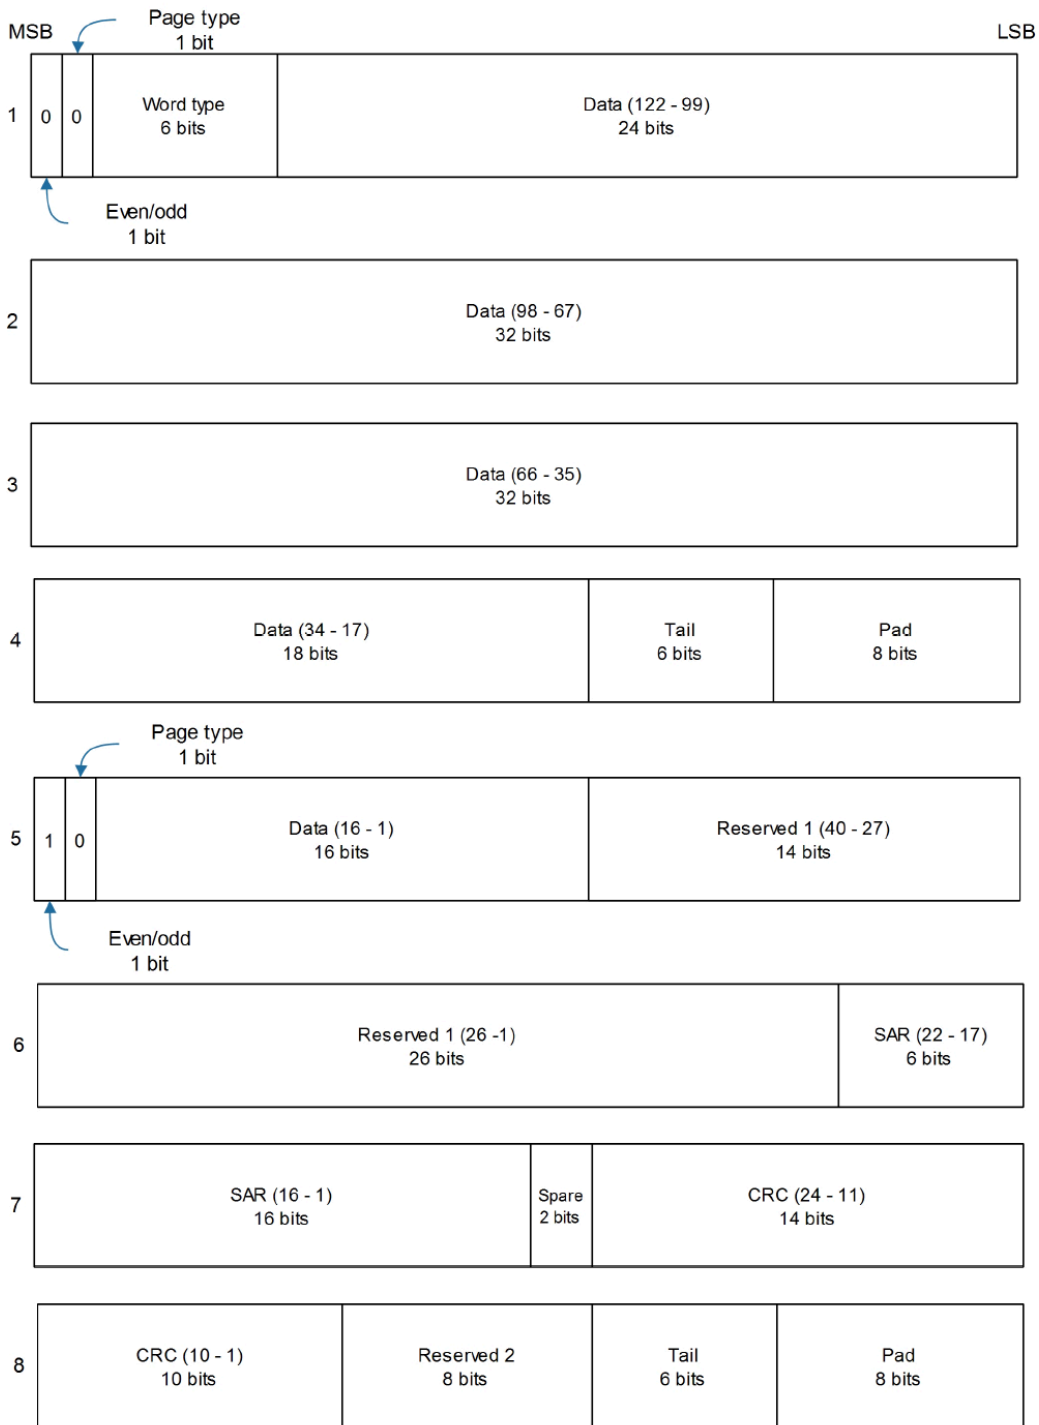 Page type
1 bit
MSB
LSB
1
0
0
Word type
6 bits
Data (122 - 99)
24 bits
Even/odd
1 bit
2
Data (98 - 67)
32 bits
3
Data (66 - 35)
32 bits
4
Data (34 - 17)
18 bits
Tail
6 bits
Pad
8 bits
Page type
1 bit
5
1
0
Data (16 - 1)
16 bits
Reserved 1 (40 - 27)
14 bits
Even/odd
1 bit
6
Reserved 1 (26 -1)
26 bits
SAR (22 - 17)
6 bits
7
SAR (16 - 1)
16 bits
Spare
2 bits
CRC (24 - 11)
14 bits
8
CRC (10 - 1)
10 bits
Reserved 2
8 bits
Tail
6 bits
Pad
8 bits